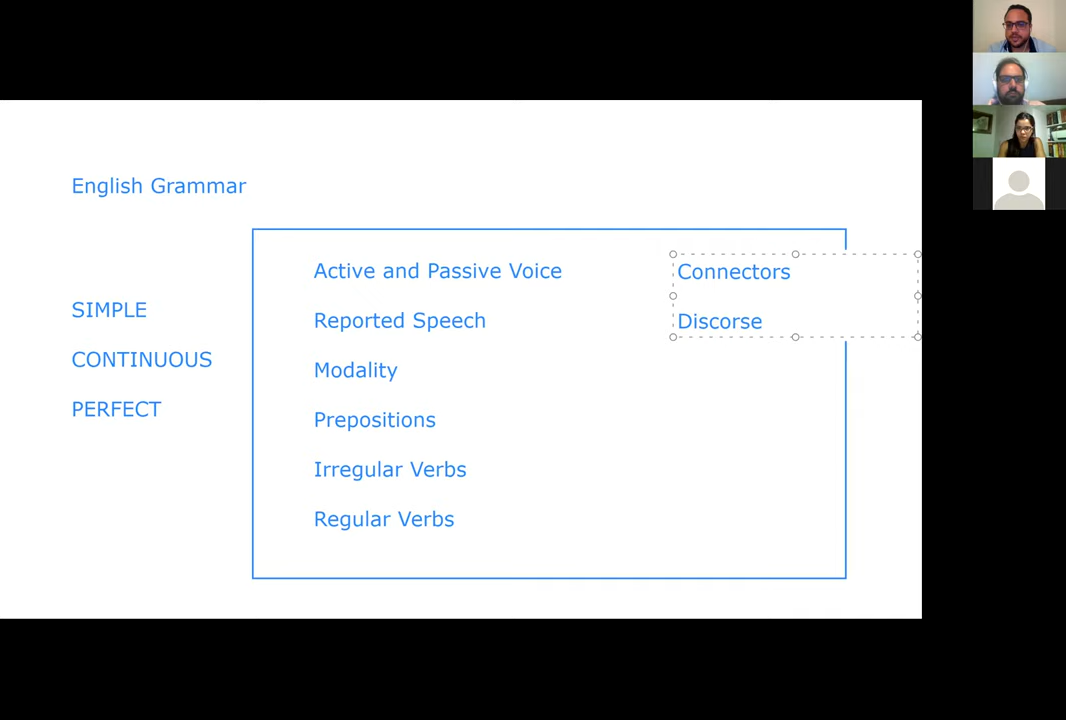 English Grammar
SIMPLE
CONTINUOUS
PERFECT
Active and Passive Voice
Reported Speech
Modality
Prepositions
Irregular Verbs
Regular Verbs
Connectors
Discorse